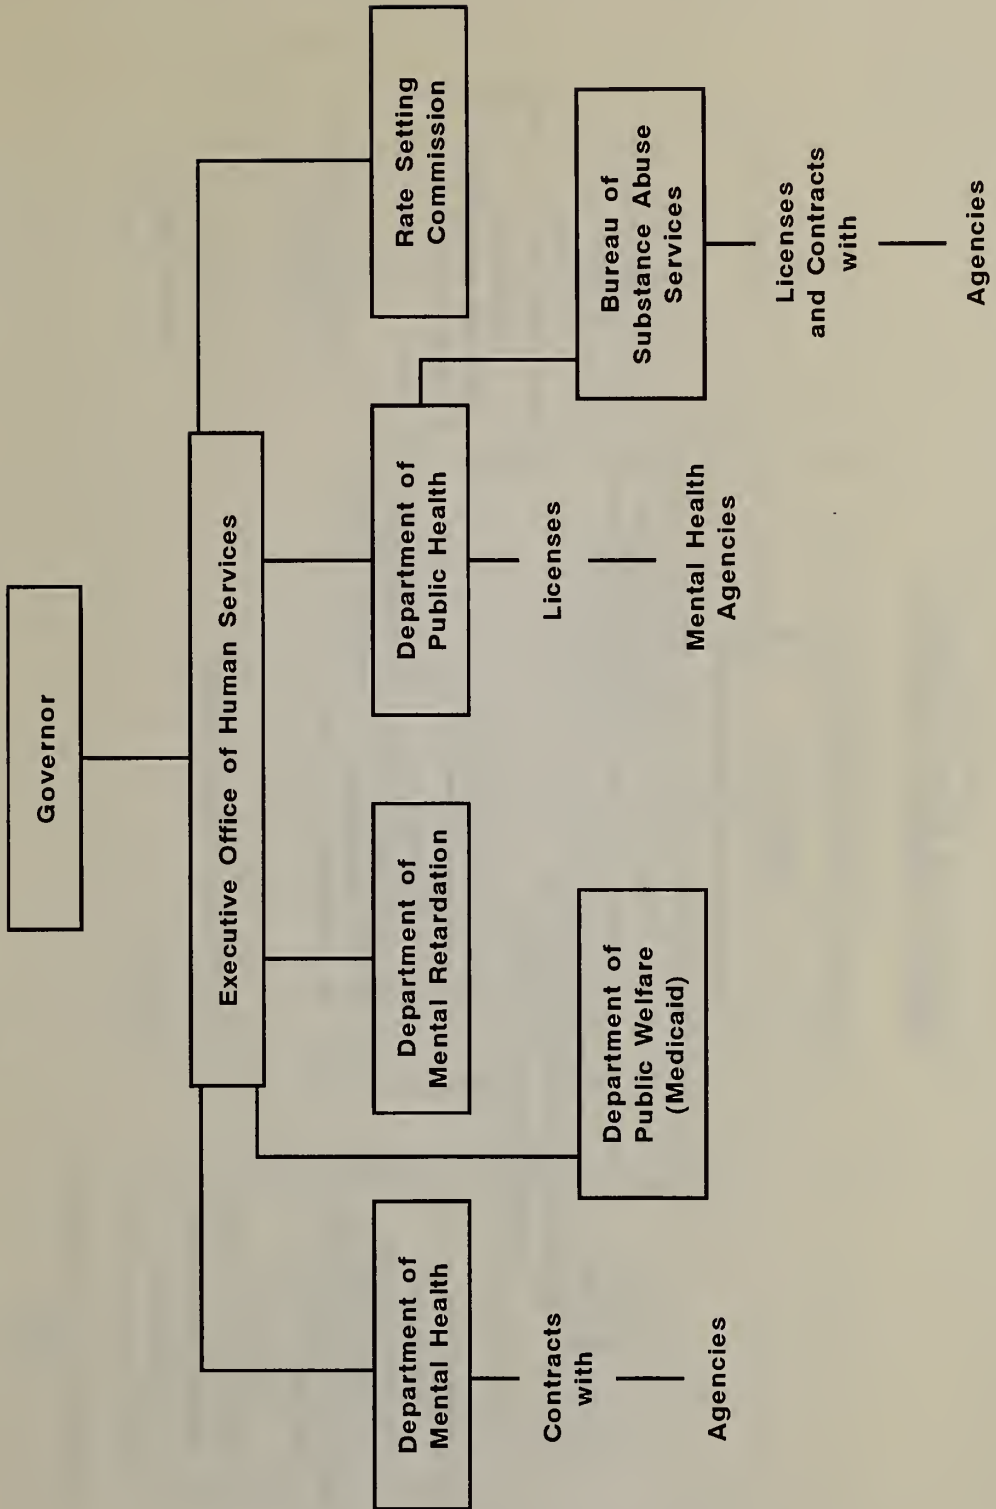 Governor
Executive Office of Human Services
Department of
Mental Health
Department of
Mental Retardation
Department of
Public Health
Rate Setting
Commission
Contracts
with
Agencies
Department of
Public Welfare
(Medicaid)
Licenses
Mental Health
Agencies
Bureau of
Substance Abuse
Services
Licenses
and Contracts
with
Agencies